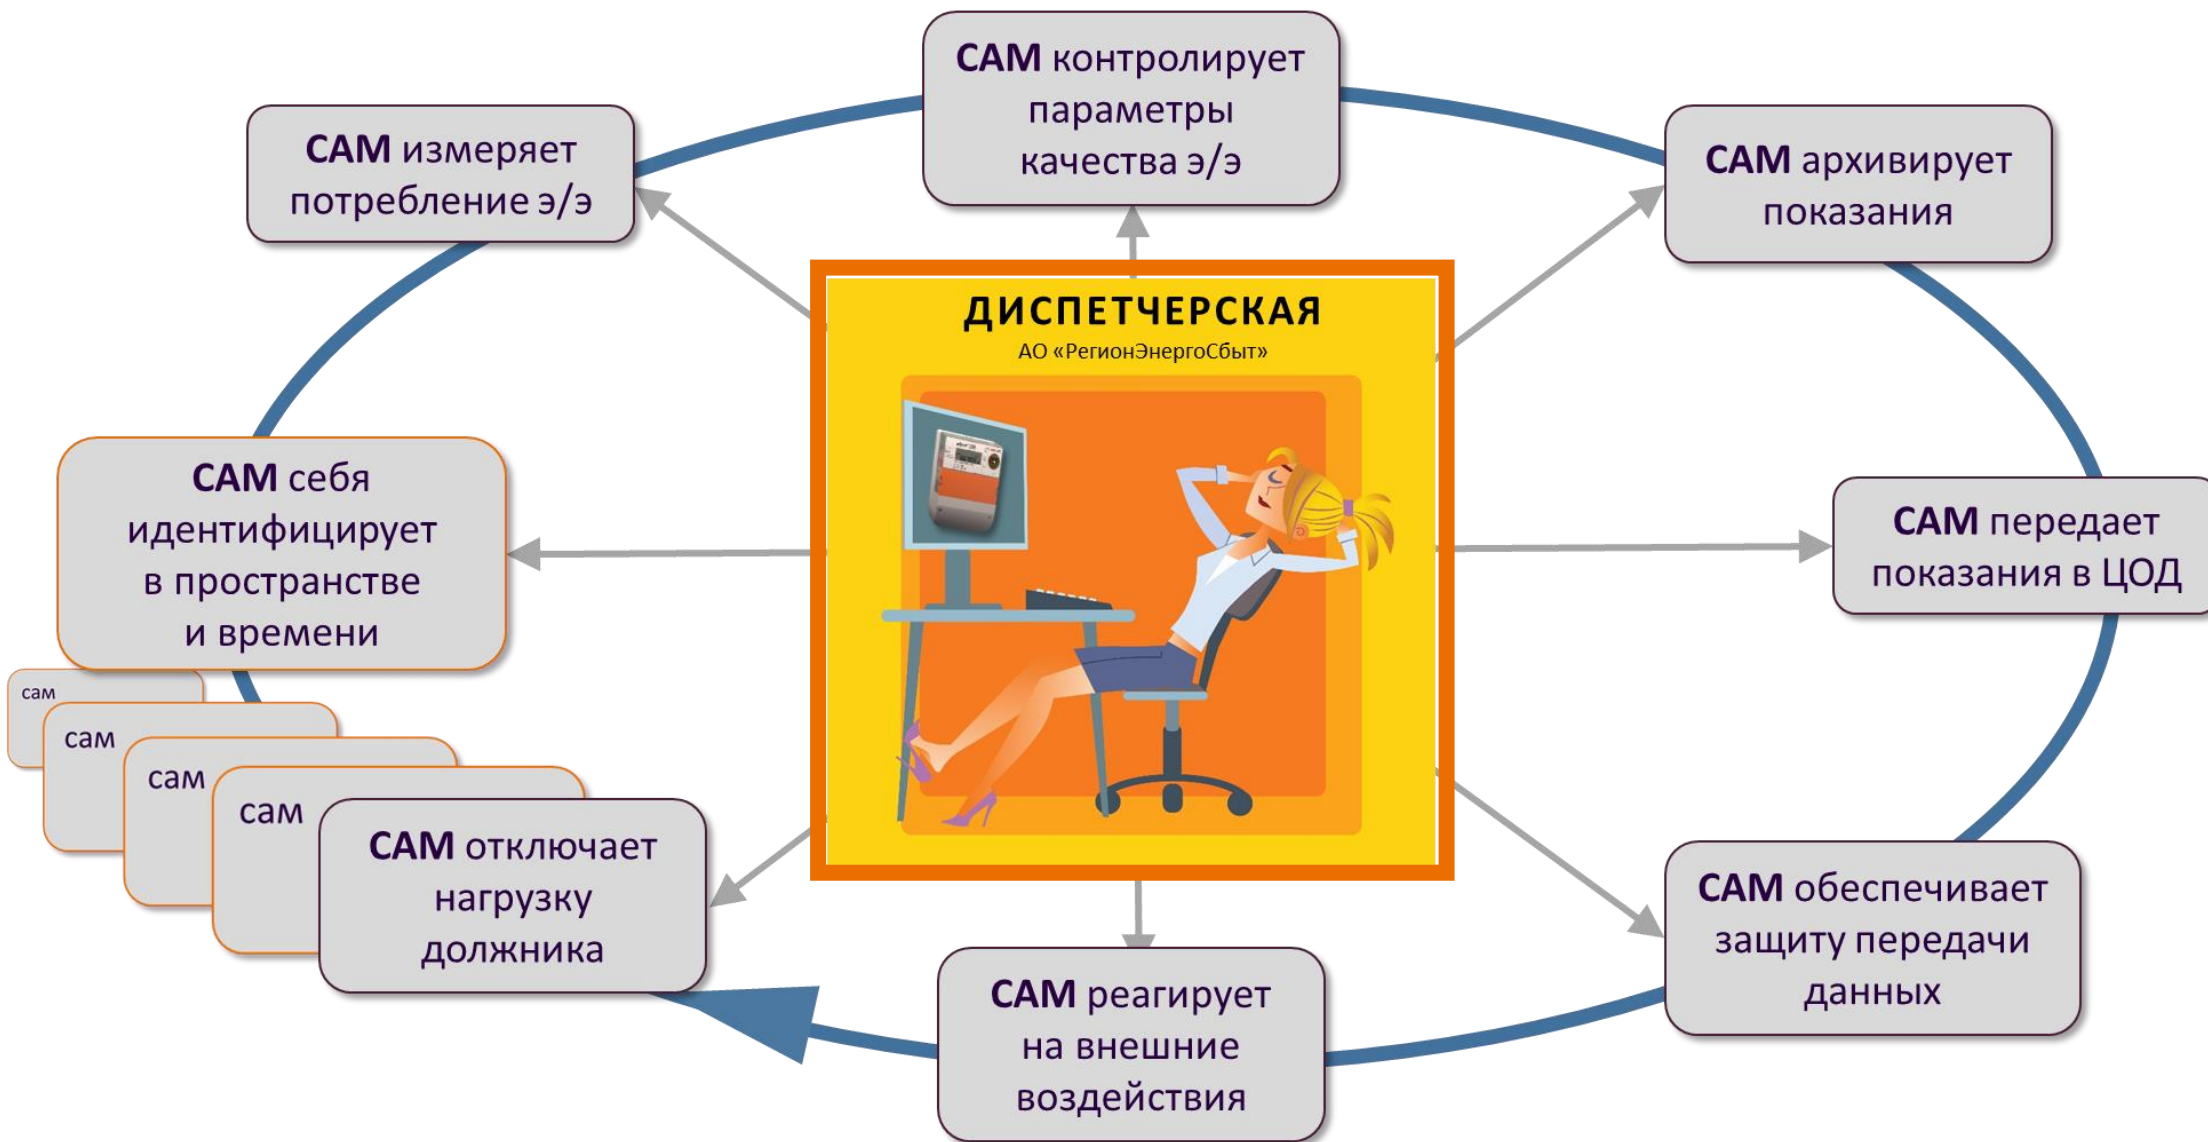 САМ контролирует
параметры
качества э/э
САМ измеряет
потребление э/э
САМ архивирует
показания
ДИСПЕТЧЕРСКАЯ
АО «РегионЭнергоСбыт»
САМ себя
идентифицирует
в пространстве
и времени
САМ передает
показания в ЦОД
сам
сам
сам
сам
САМ отключает
нагрузку
должника
САМ обеспечивает
защиту передачи
данных
САМ реагирует
на внешние
воздействия